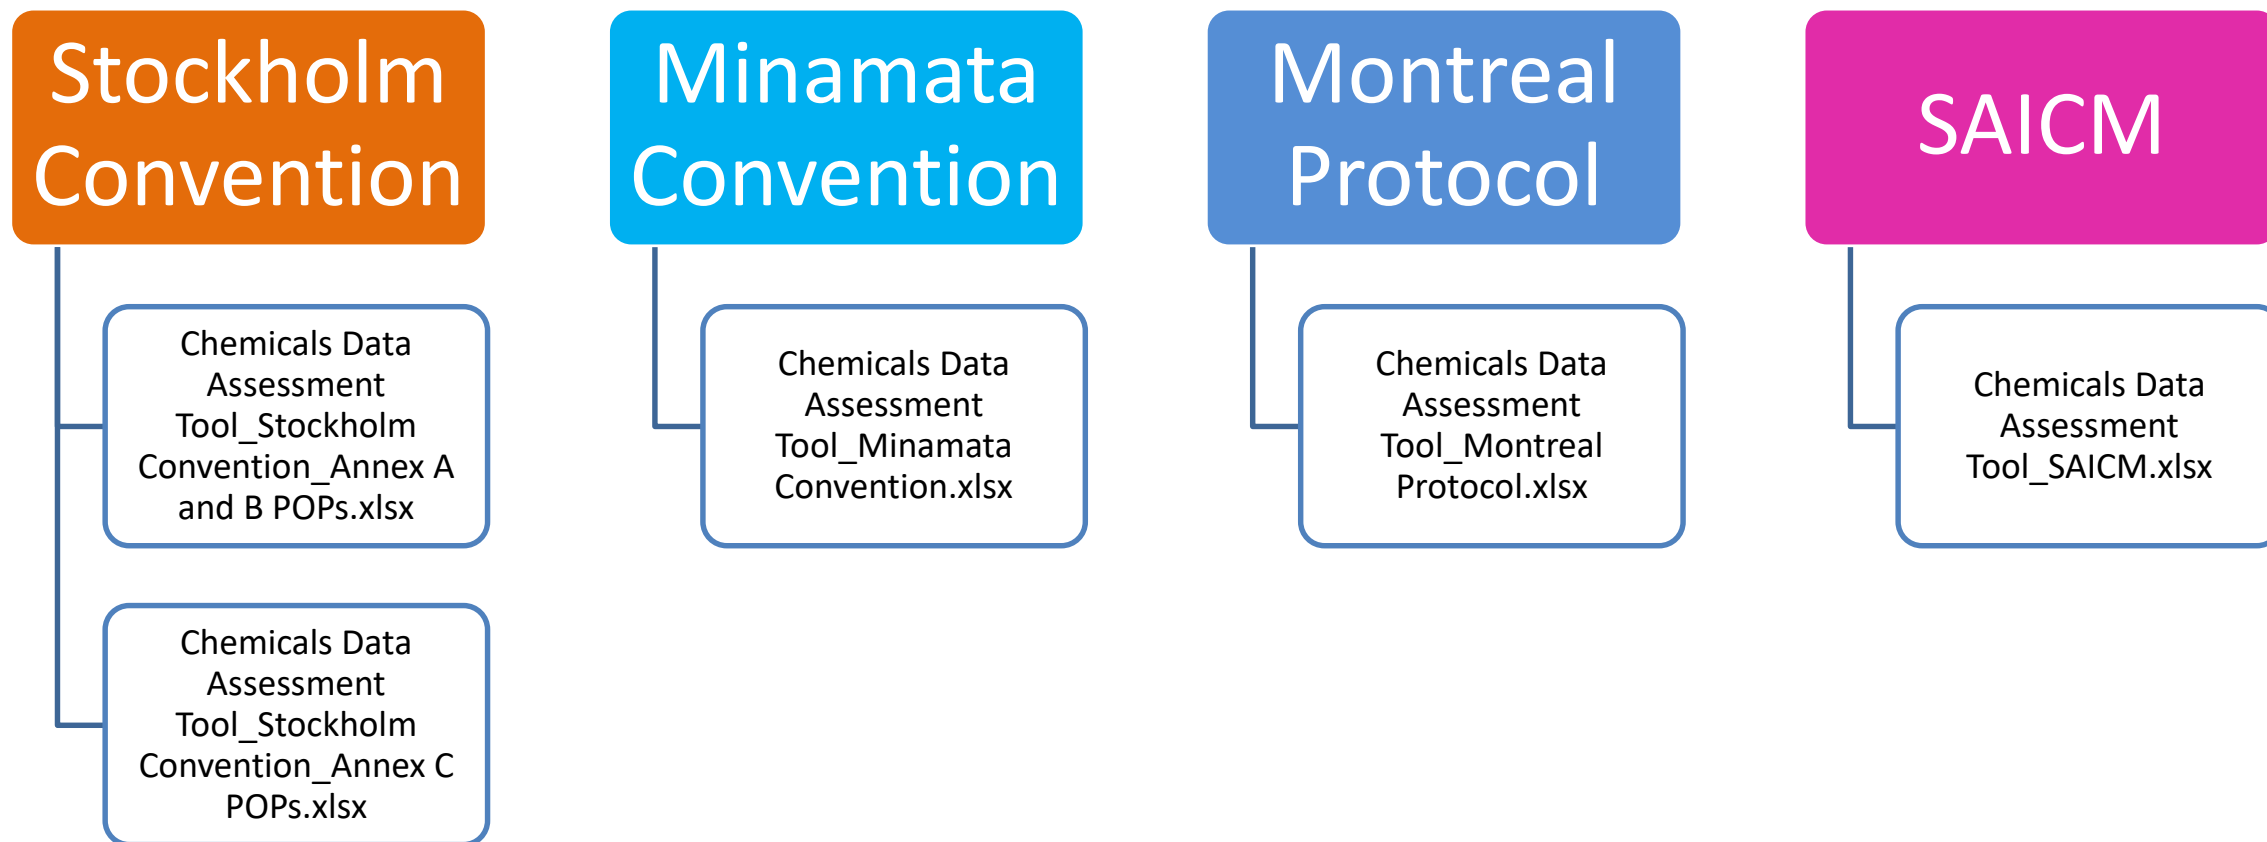 Stockholm
Convention
Chemicals Data
Assessment
Tool_Stockholm
Convention_Annex A
and B POPs.xlsx
Chemicals Data
Assessment
Tool_Stockholm
Convention_Annex C
POPs.xlsx
Minamata
Convention
Chemicals Data
Assessment
Tool_Minamata
Convention.xlsx
Montreal
Protocol
Chemicals Data
Assessment
Tool_Montreal
Protocol.xlsx
SAICM
Chemicals Data
Assessment
Tool_SAICM.xlsx